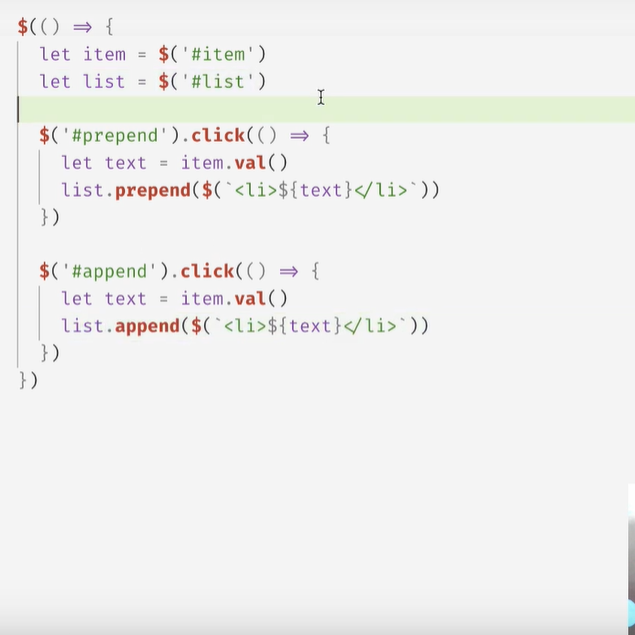 $(() => {
  let item = $('#item')
  let list = $('#list')
  $('#prepend').click(() => {
    let text = item.val()
    list.prepend($(`<li>${text}</li>`))
  })
  $('#append').click(() => {
    let text = item.val()
    list.append($(`<li>${text}</li>`))
  })
})